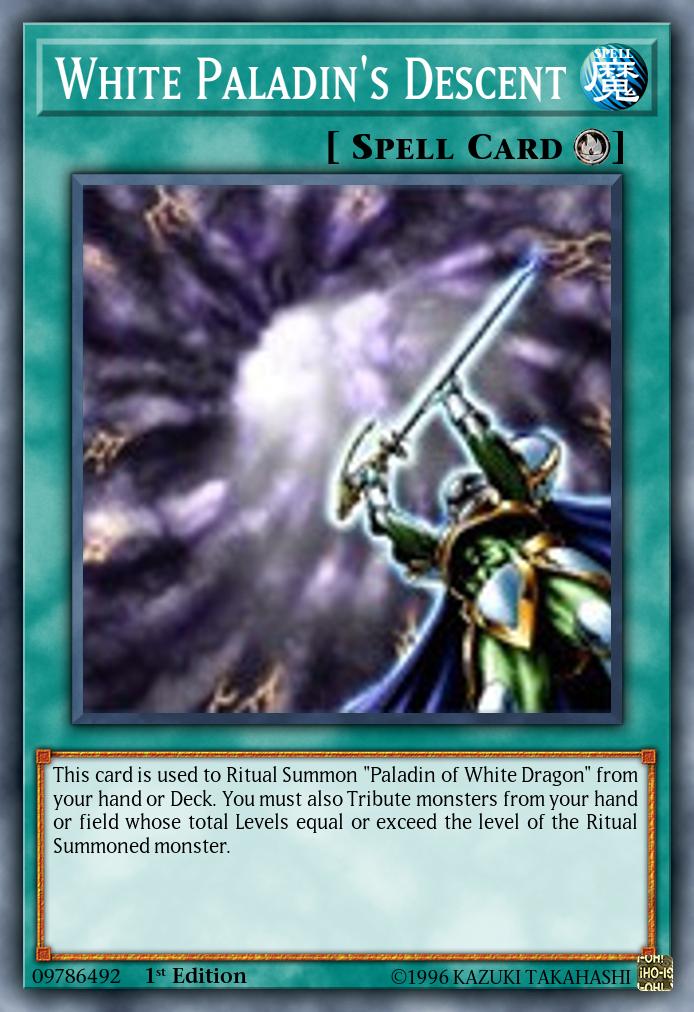 WHITE PALADIN'S DESCENT
SPELL
魔
[ SPELL CARD ]
This card is used to Ritual Summon "Paladin of White Dragon" from
your hand or Deck. You must also Tribute monsters from your hand
or field whose total Levels equal or exceed the level of the Ritual
Summoned monster.
09786492 1st Edition ©1996 KAZUKI TAKAHASHI